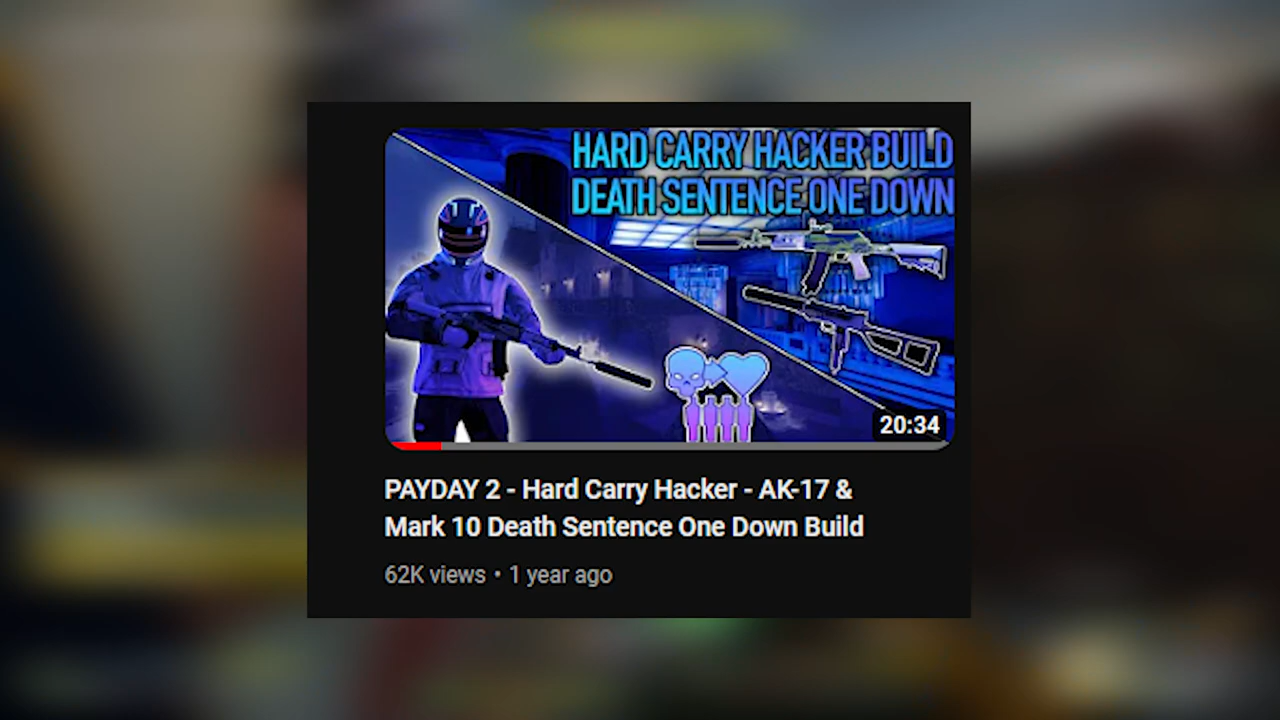 HARD CARRY HACKER BUILD
DEATH SENTENCE ONE DOWN
20:34
PAYDAY 2 - Hard Carry Hacker - AK-17 &
Mark 10 Death Sentence One Down Build
62K views • 1 year ago